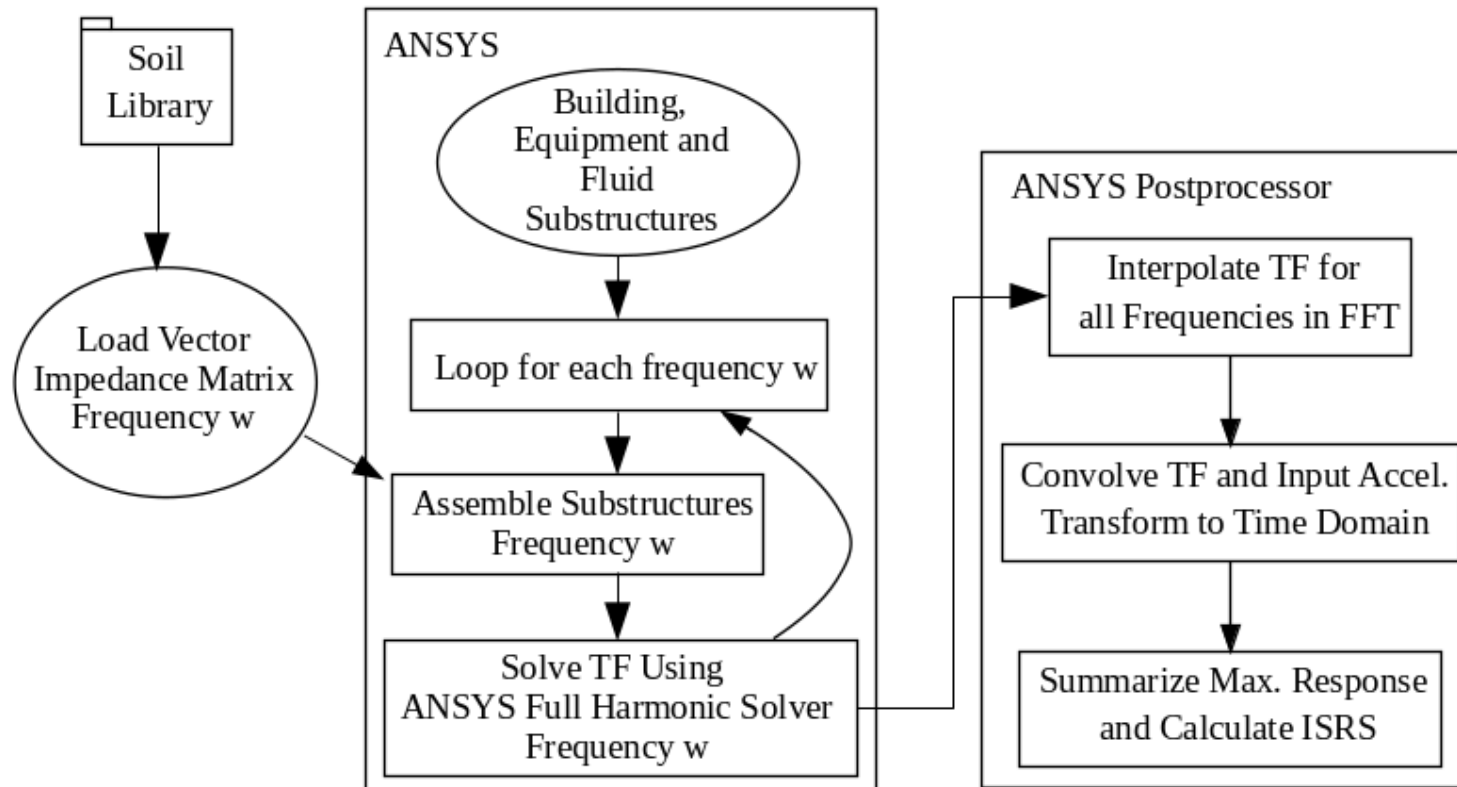 Soil
Library
Load Vector
Impedance Matrix
Frequency w
ANSYS
Building,
Equipment and
Fluid
Substructures
Loop for each frequency w
Assemble Substructures
Frequency w
Solve TF Using
ANSYS Full Harmonic Solver
Frequency w
ANSYS Postprocessor
Interpolate TF for
all Frequencies in FFT
Convolve TF and Input Accel.
Transform to Time Domain
Summarize Max. Response
and Calculate ISRS